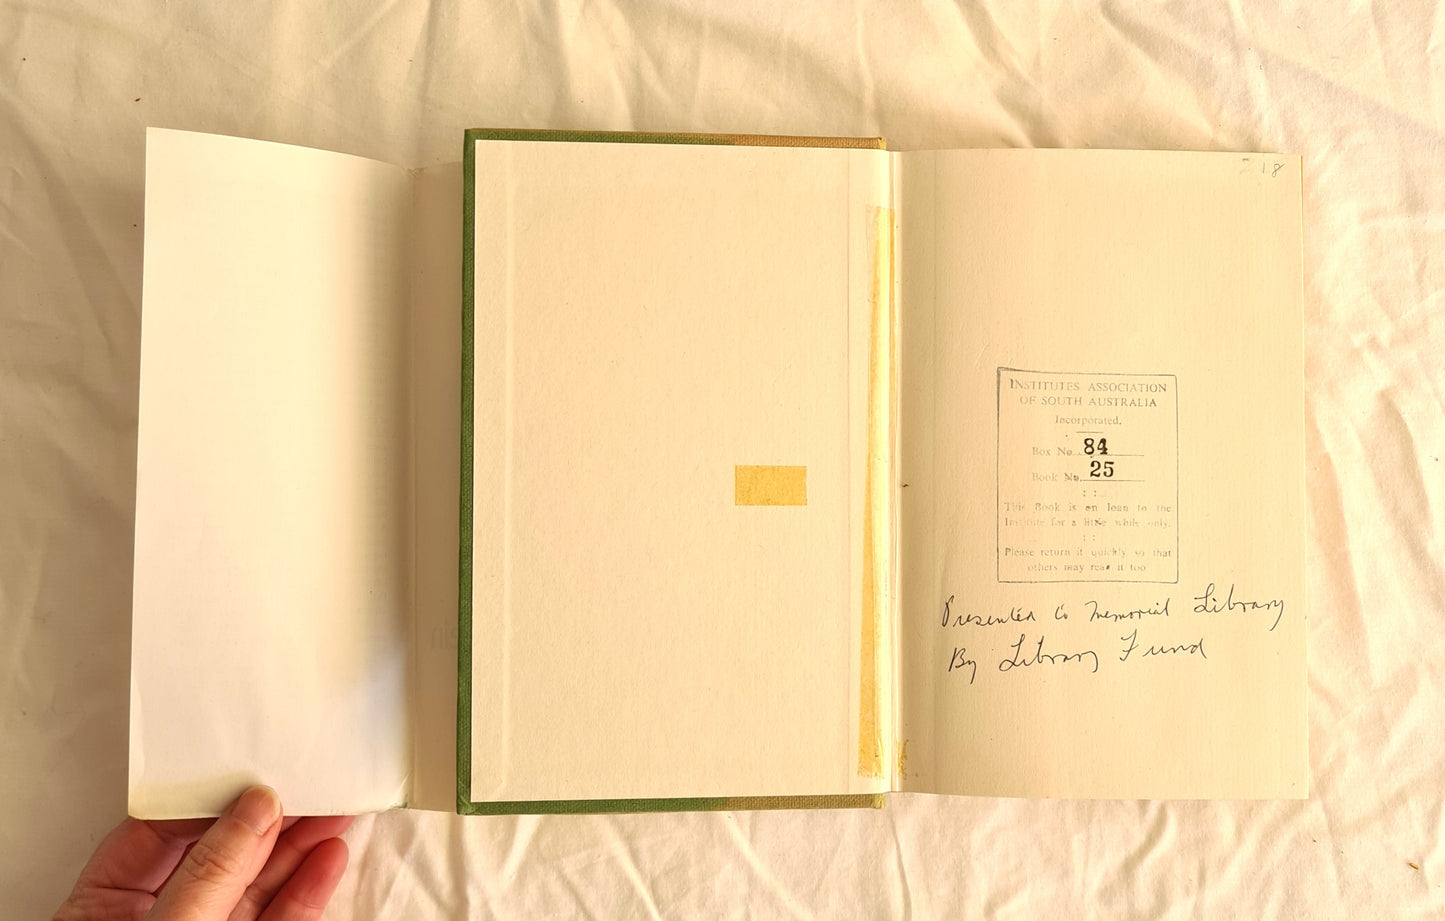 218
INSTITUTES ASSOCIATION
OF SOUTH AUSTRALIA
Incorporated.
Box No. 84
Book No. 25
: :
This Book is on loan to the
Institute for a little while only.
: :
Please return it quickly so that
others may read it too
Presented to Memorial Library
By Library Fund